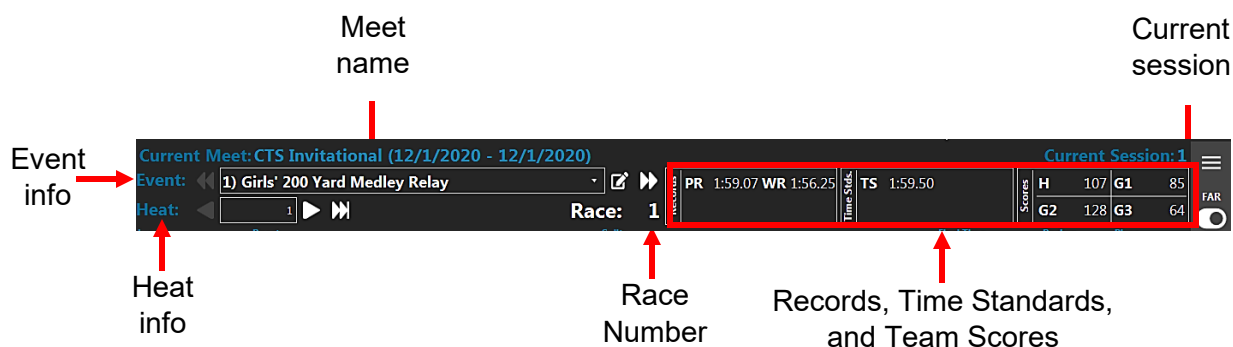 Meet
name
Current
session
Event
info
Current Meet: CTS Invitational (12/1/2020 - 12/1/2020)
Current Session: 1
Event:
1) Girls' 200 Yard Medley Relay
Records
PR 1:59.07 WR 1:56.25
Time Stds.
TS 1:59.50
Scores
H 107 G1 85
G2 128 G3 64
FAR
Heat:
1
Race: 1
Heat
info
Race
Number
Records, Time Standards,
and Team Scores